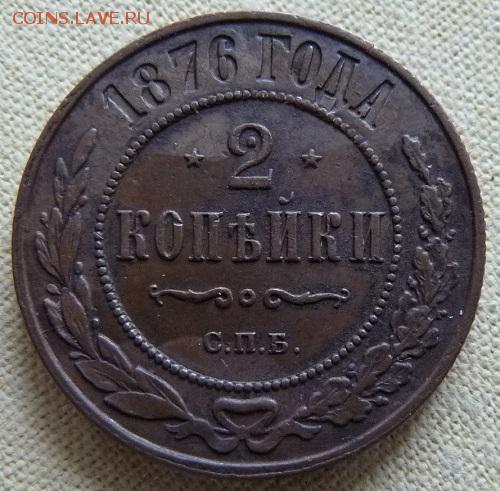 COINS.LAVE.RU
1876 ГОДА
2
КОПѢЙКИ
С.П.Б.